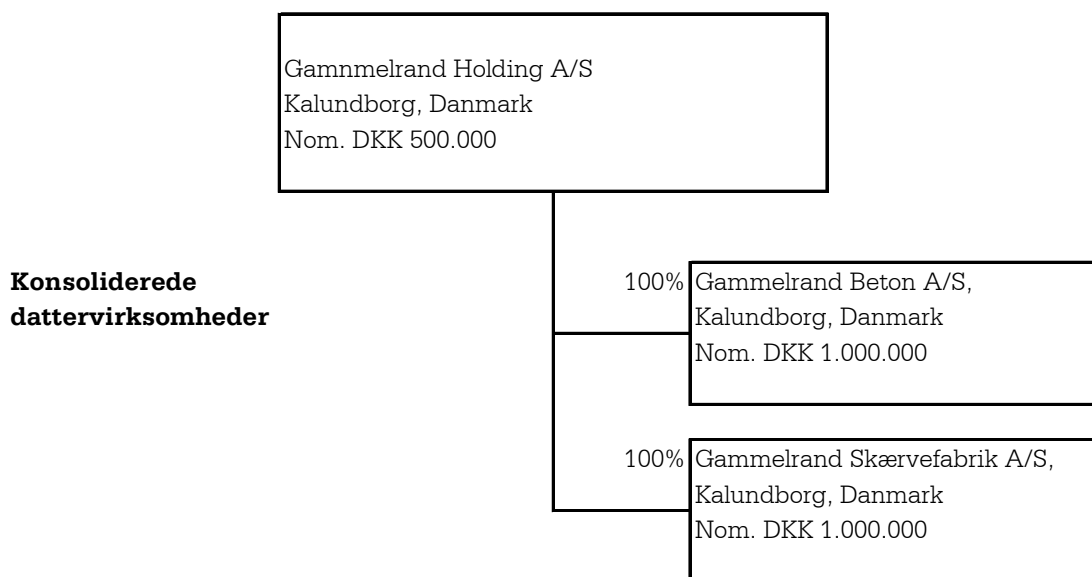 Gamnmelrand Holding A/S
Kalundborg, Danmark
Nom. DKK 500.000
Konsoliderede
dattervirksomheder
100% Gammelrand Beton A/S,
Kalundborg, Danmark
Nom. DKK 1.000.000
100% Gammelrand Skærvefabrik A/S,
Kalundborg, Danmark
Nom. DKK 1.000.000